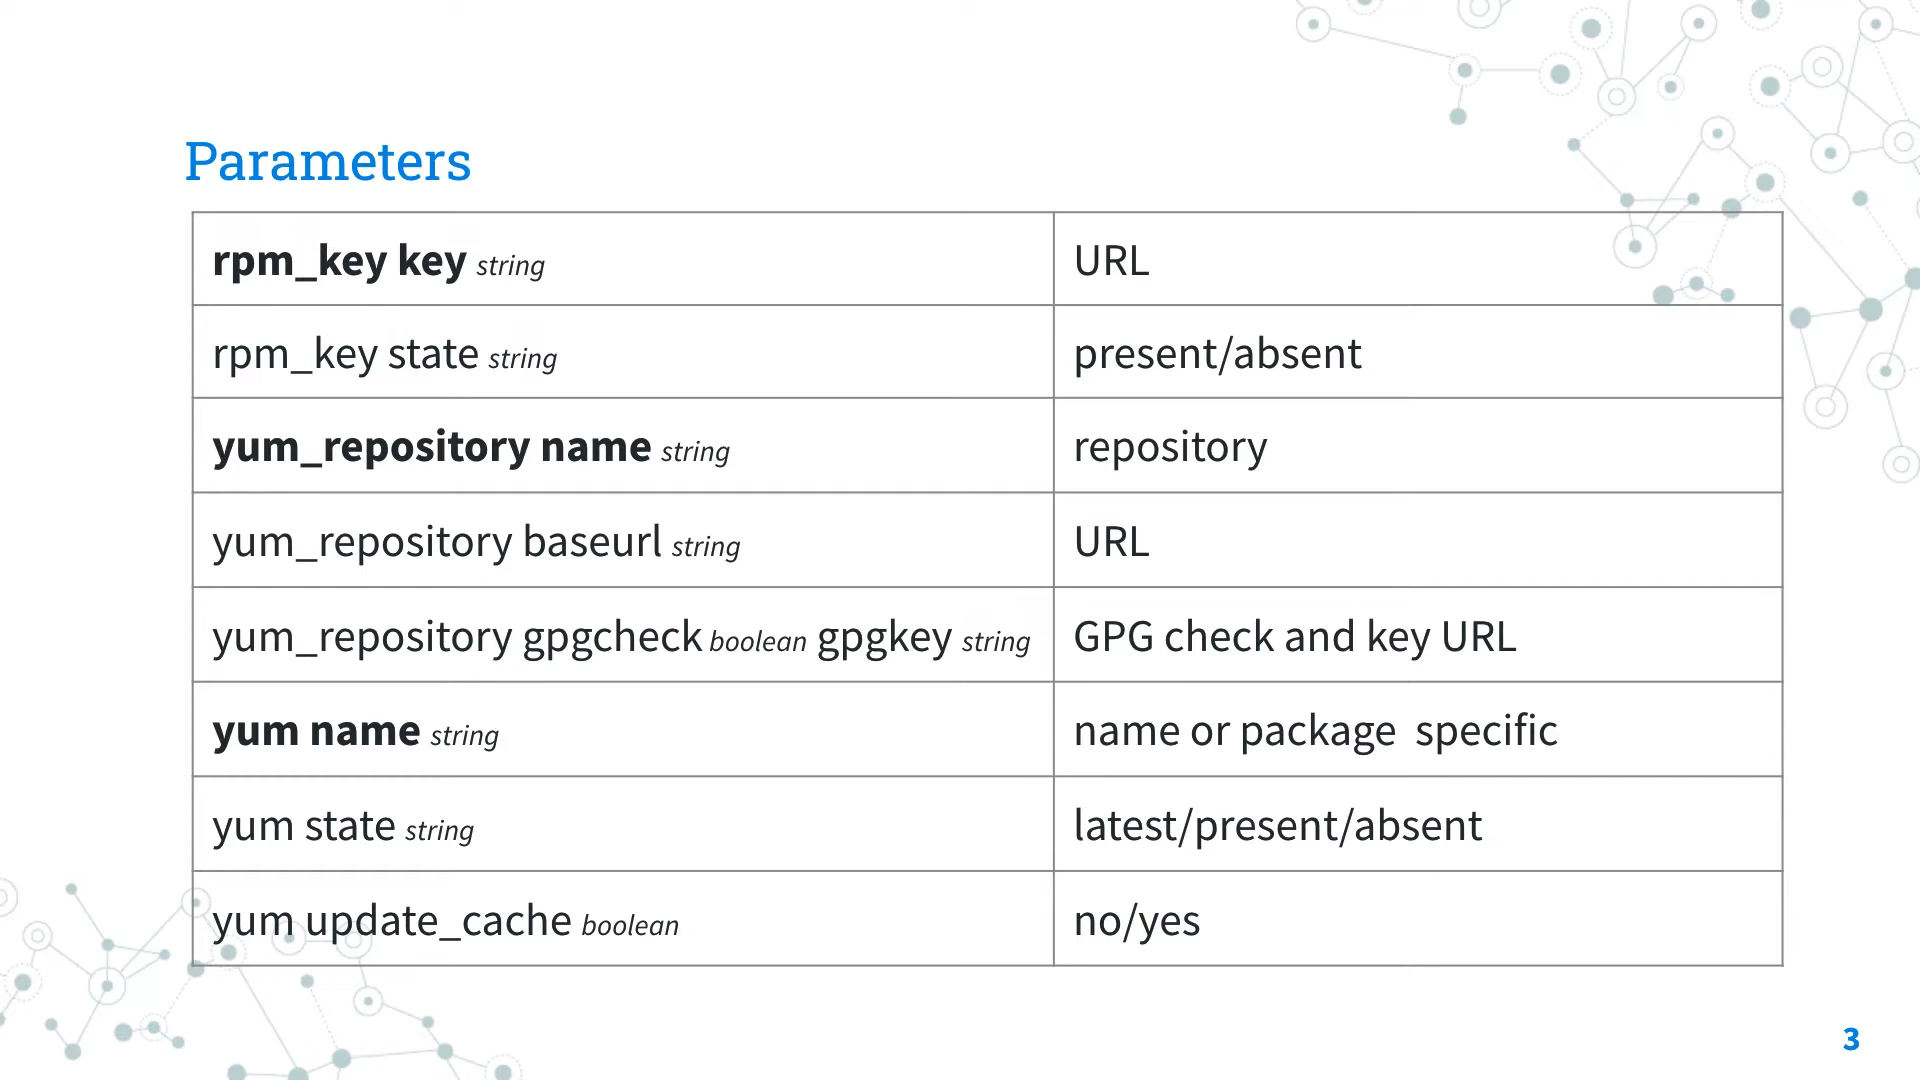 Parameters
rpm_key key string URL
rpm_key state string present/absent
yum_repository name string repository
yum_repository baseurl string URL
yum_repository gpgcheck boolean gpgkey string GPG check and key URL
yum name string name or package  specific
yum state string latest/present/absent
yum update_cache boolean no/yes
3